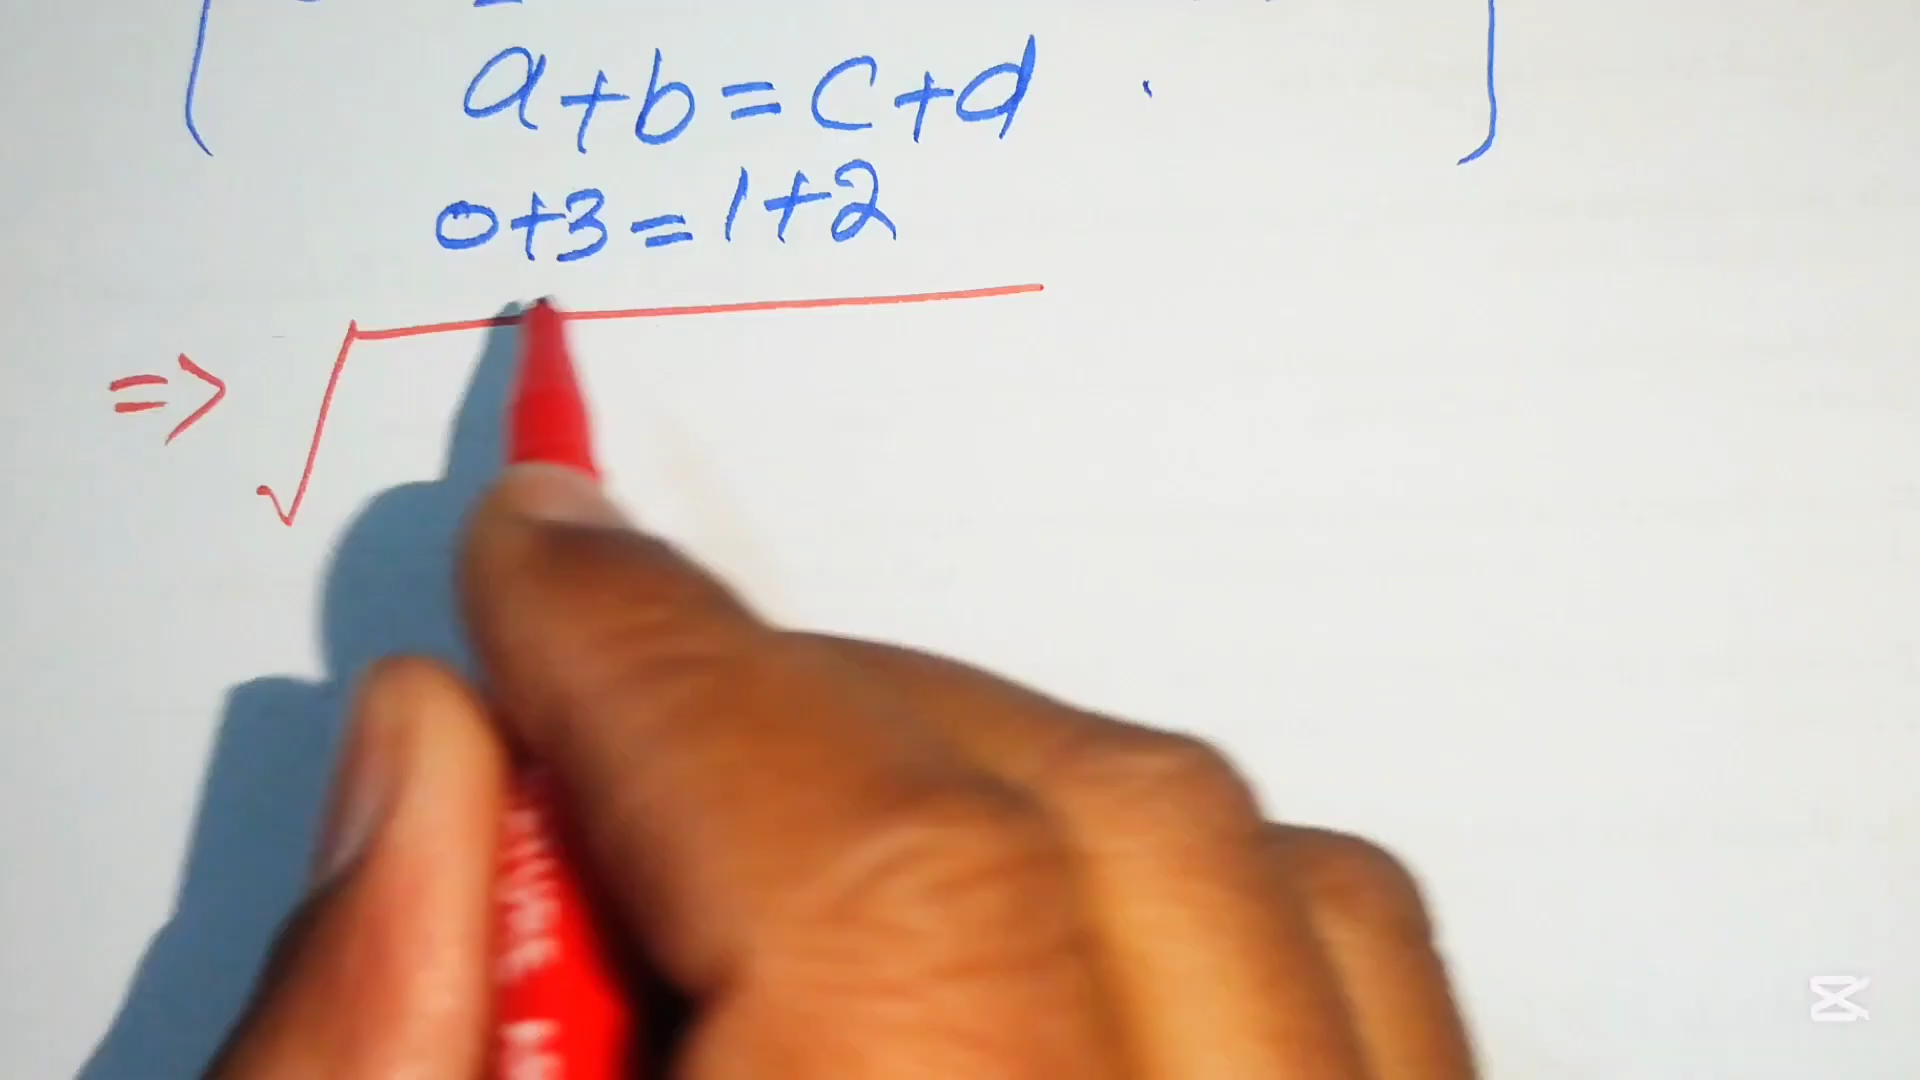 a+b=c+d
0+3=1+2
=> √